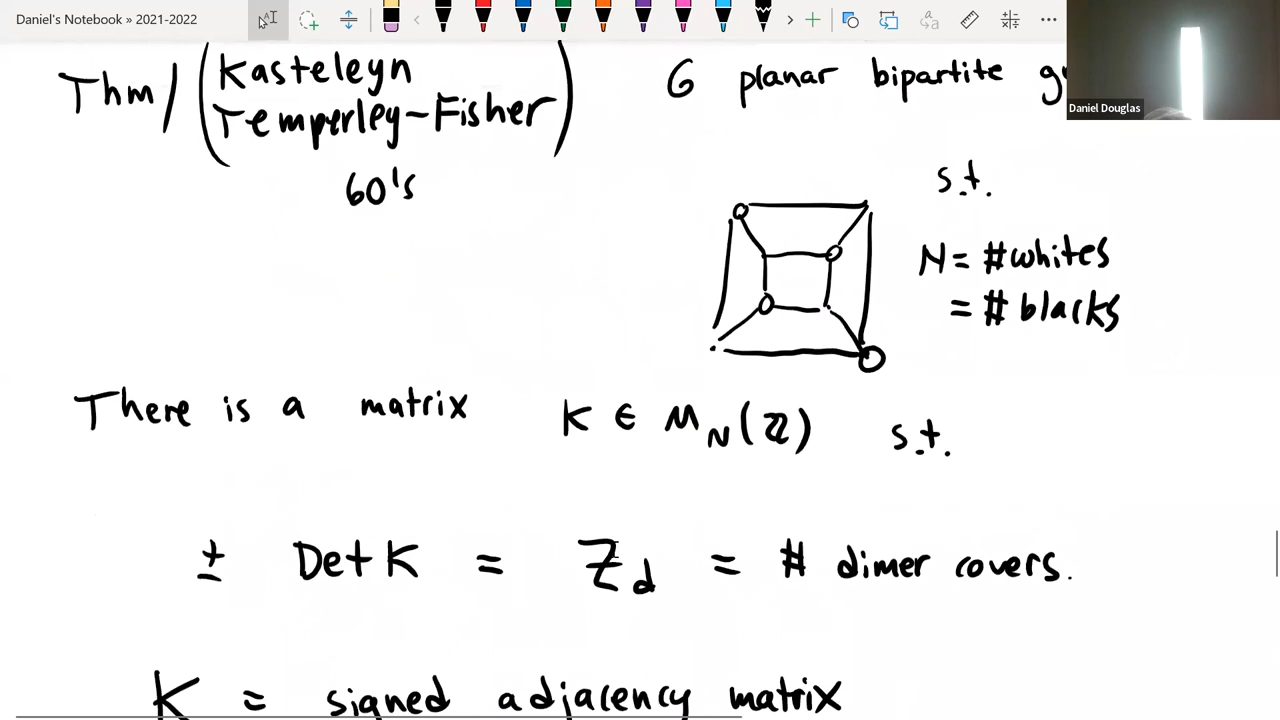 Daniel's Notebook » 2021-2022
Thm/ (Kasteleyn
Temperley-Fisher)
60's
G planar bipartite
Daniel Douglas
s.t.
N = #whites
= # blacks
There is a matrix K ∈ M_N(ℤ) s.t.
± Det K = Z_d = # dimer covers.
K = signed adjacency matrix